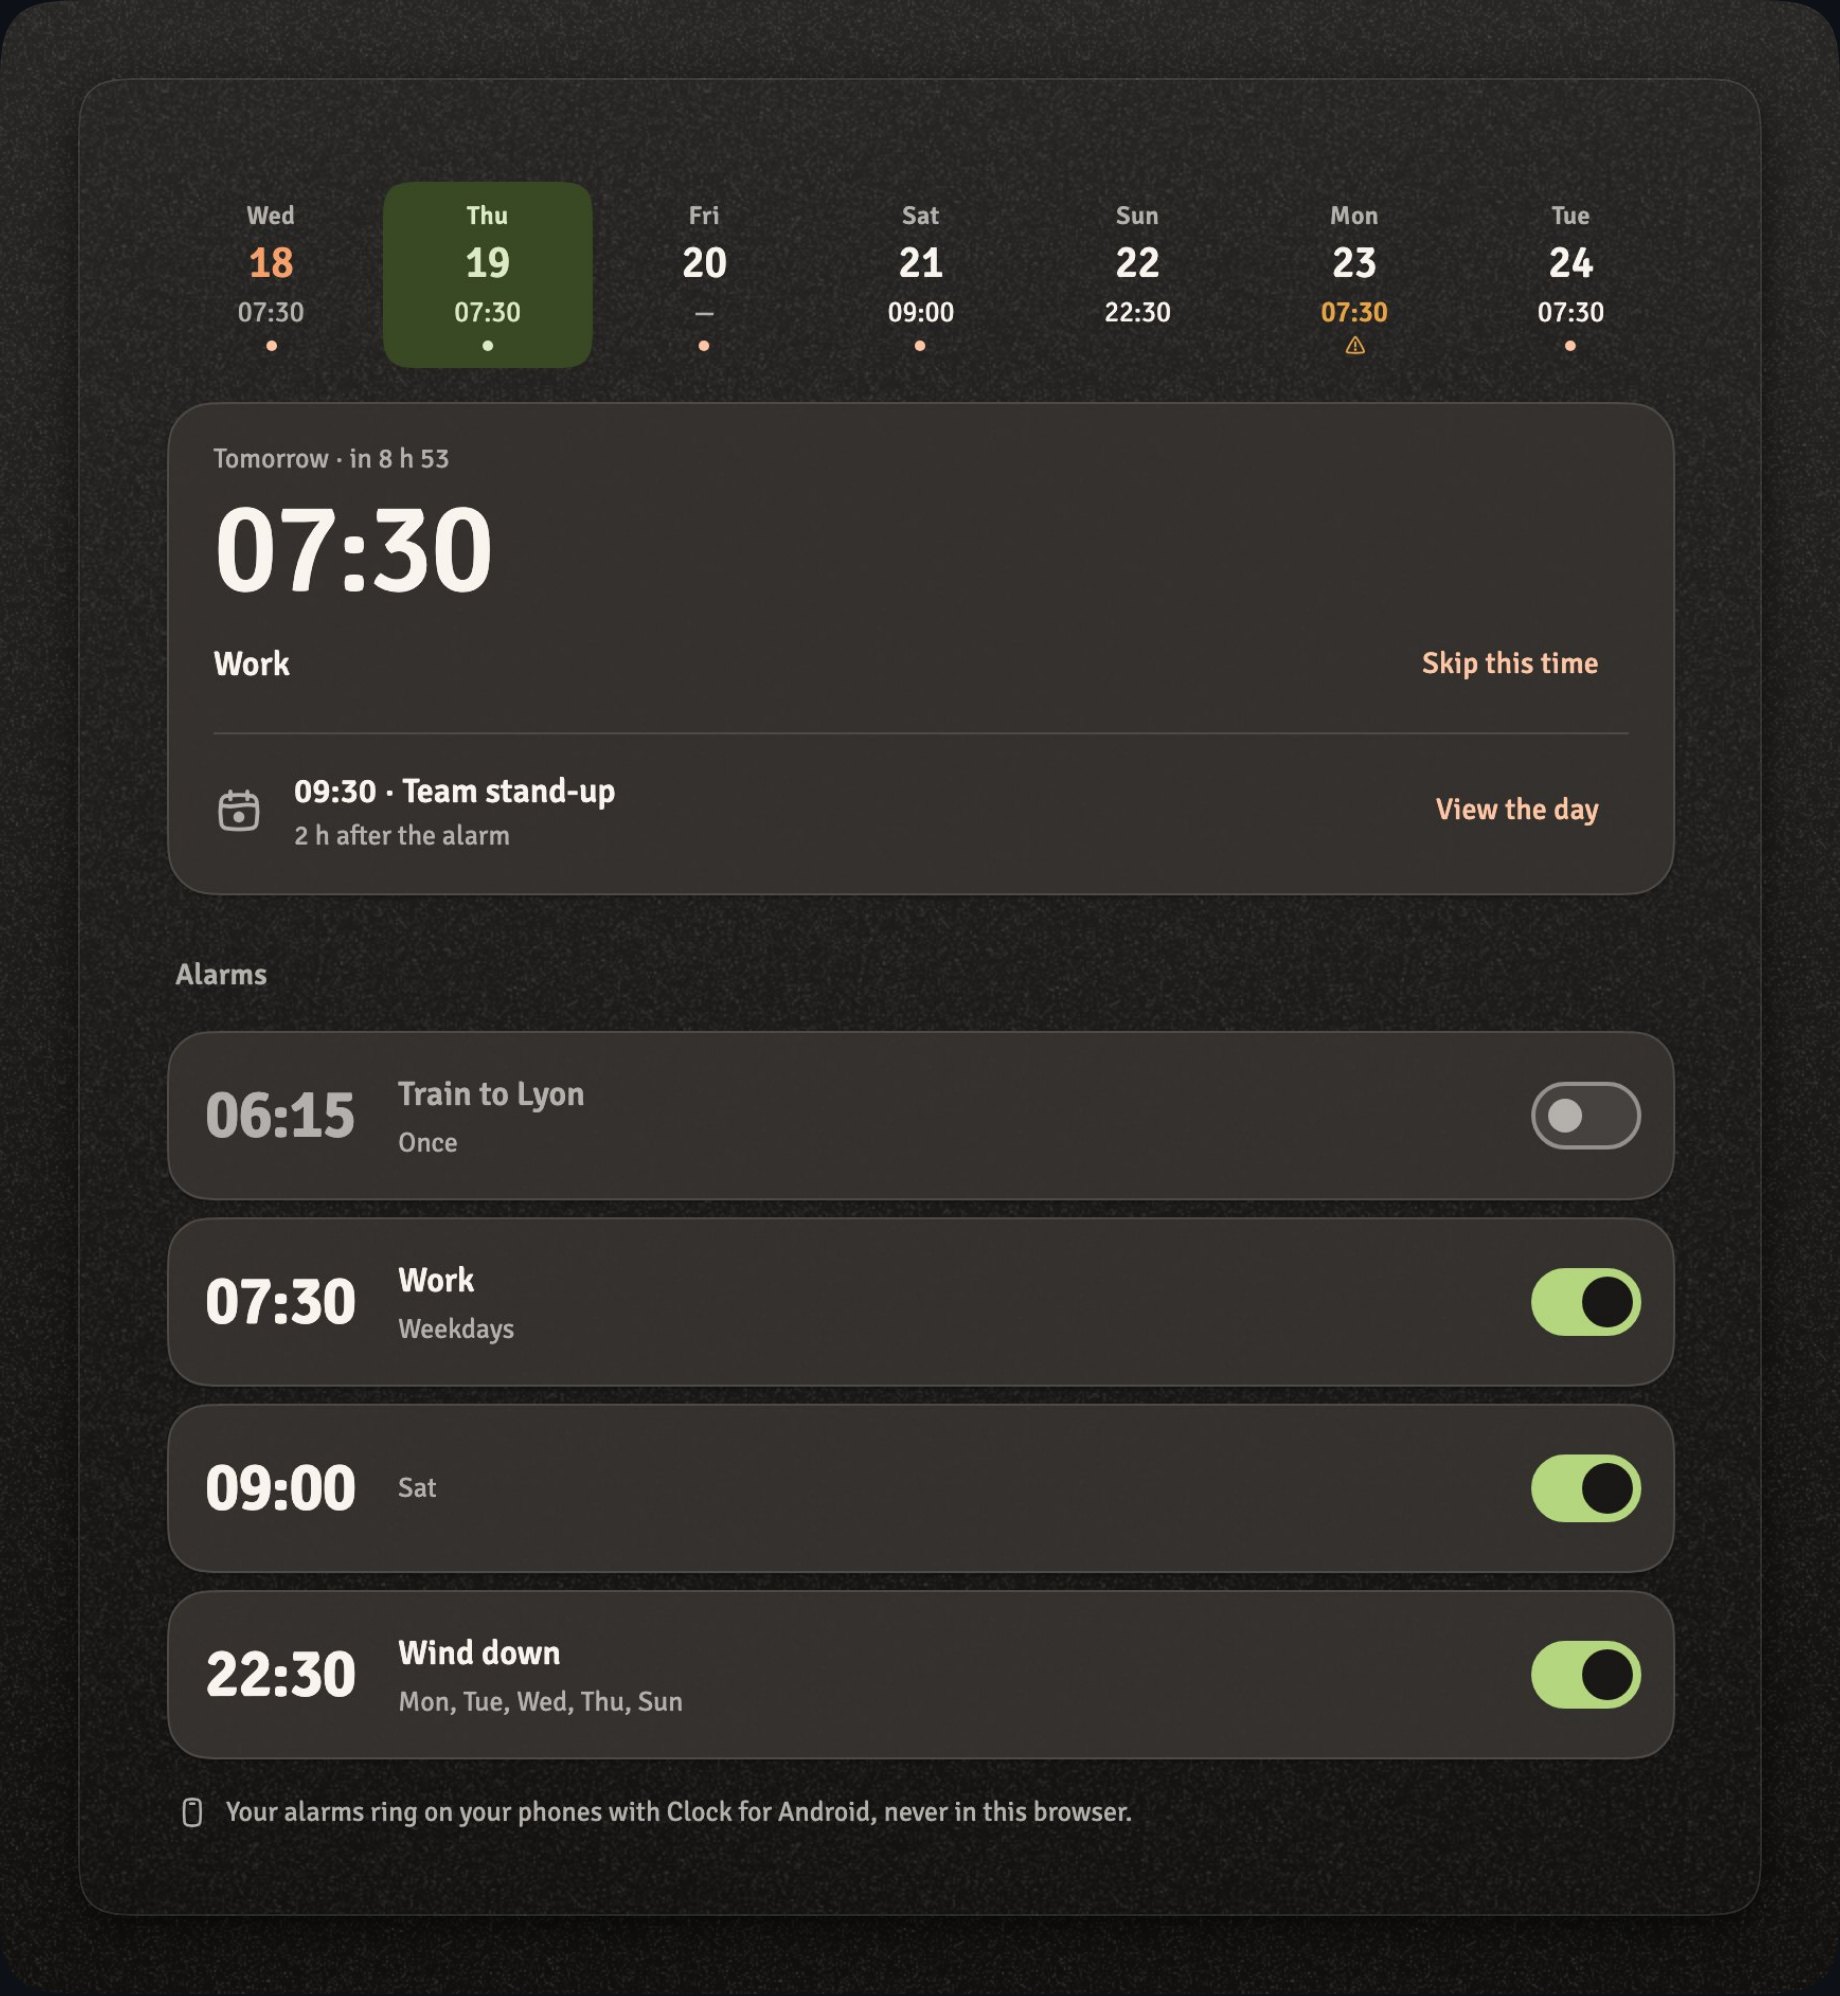 Wed Thu Fri Sat Sun Mon Tue
18 19 20 21 22 23 24
07:30 07:30 — 09:00 22:30 07:30 07:30
Tomorrow · in 8 h 53
07:30
Work
Skip this time
09:30 · Team stand-up
2 h after the alarm
View the day
Alarms
06:15
Train to Lyon
Once
07:30
Work
Weekdays
09:00
Sat
22:30
Wind down
Mon, Tue, Wed, Thu, Sun
Your alarms ring on your phones with Clock for Android, never in this browser.